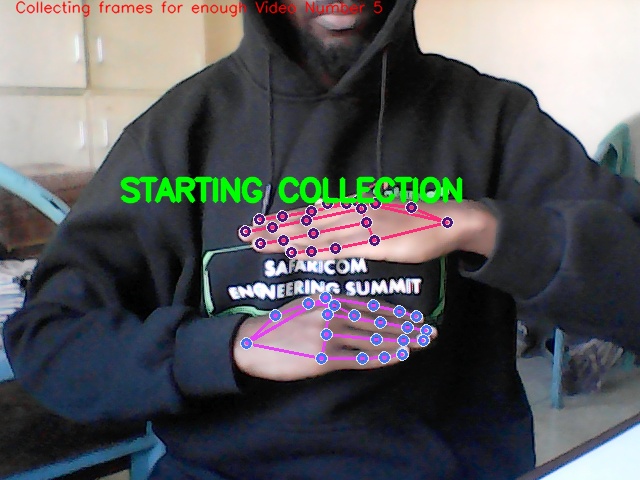 Collecting frames for enough Video Number 5
STARTING COLLECTION
SAFARICOM
ENGINEERING SUMMIT